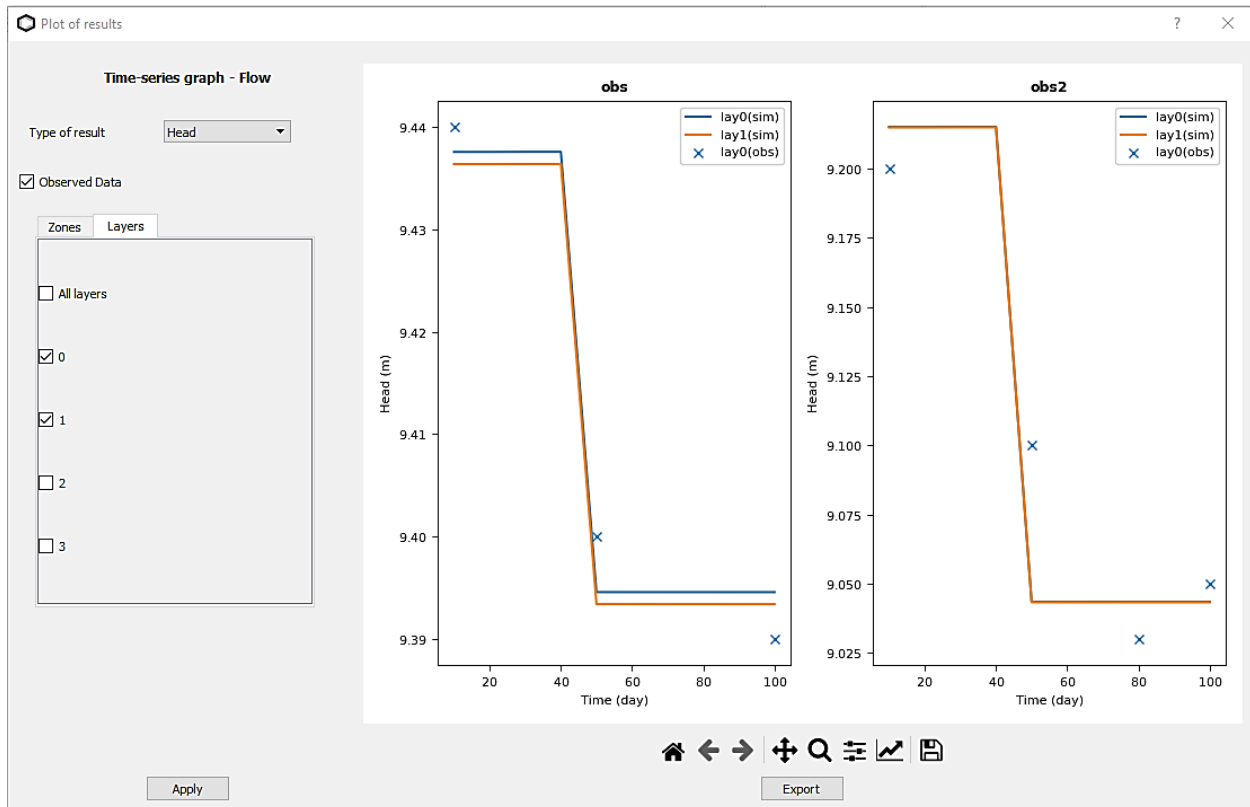 Plot of results
?
Time-series graph - Flow
Type of result
Head
Observed Data
Zones
Layers
All layers
0
1
2
3
Apply
obs
lay0(sim)
lay1(sim)
lay0(obs)
9.44
9.43
9.42
9.41
9.40
9.39
Head (m)
20 40 60 80 100
Time (day)
obs2
lay0(sim)
lay1(sim)
lay0(obs)
9.200
9.175
9.150
9.125
9.100
9.075
9.050
9.025
Head (m)
20 40 60 80 100
Time (day)
Export